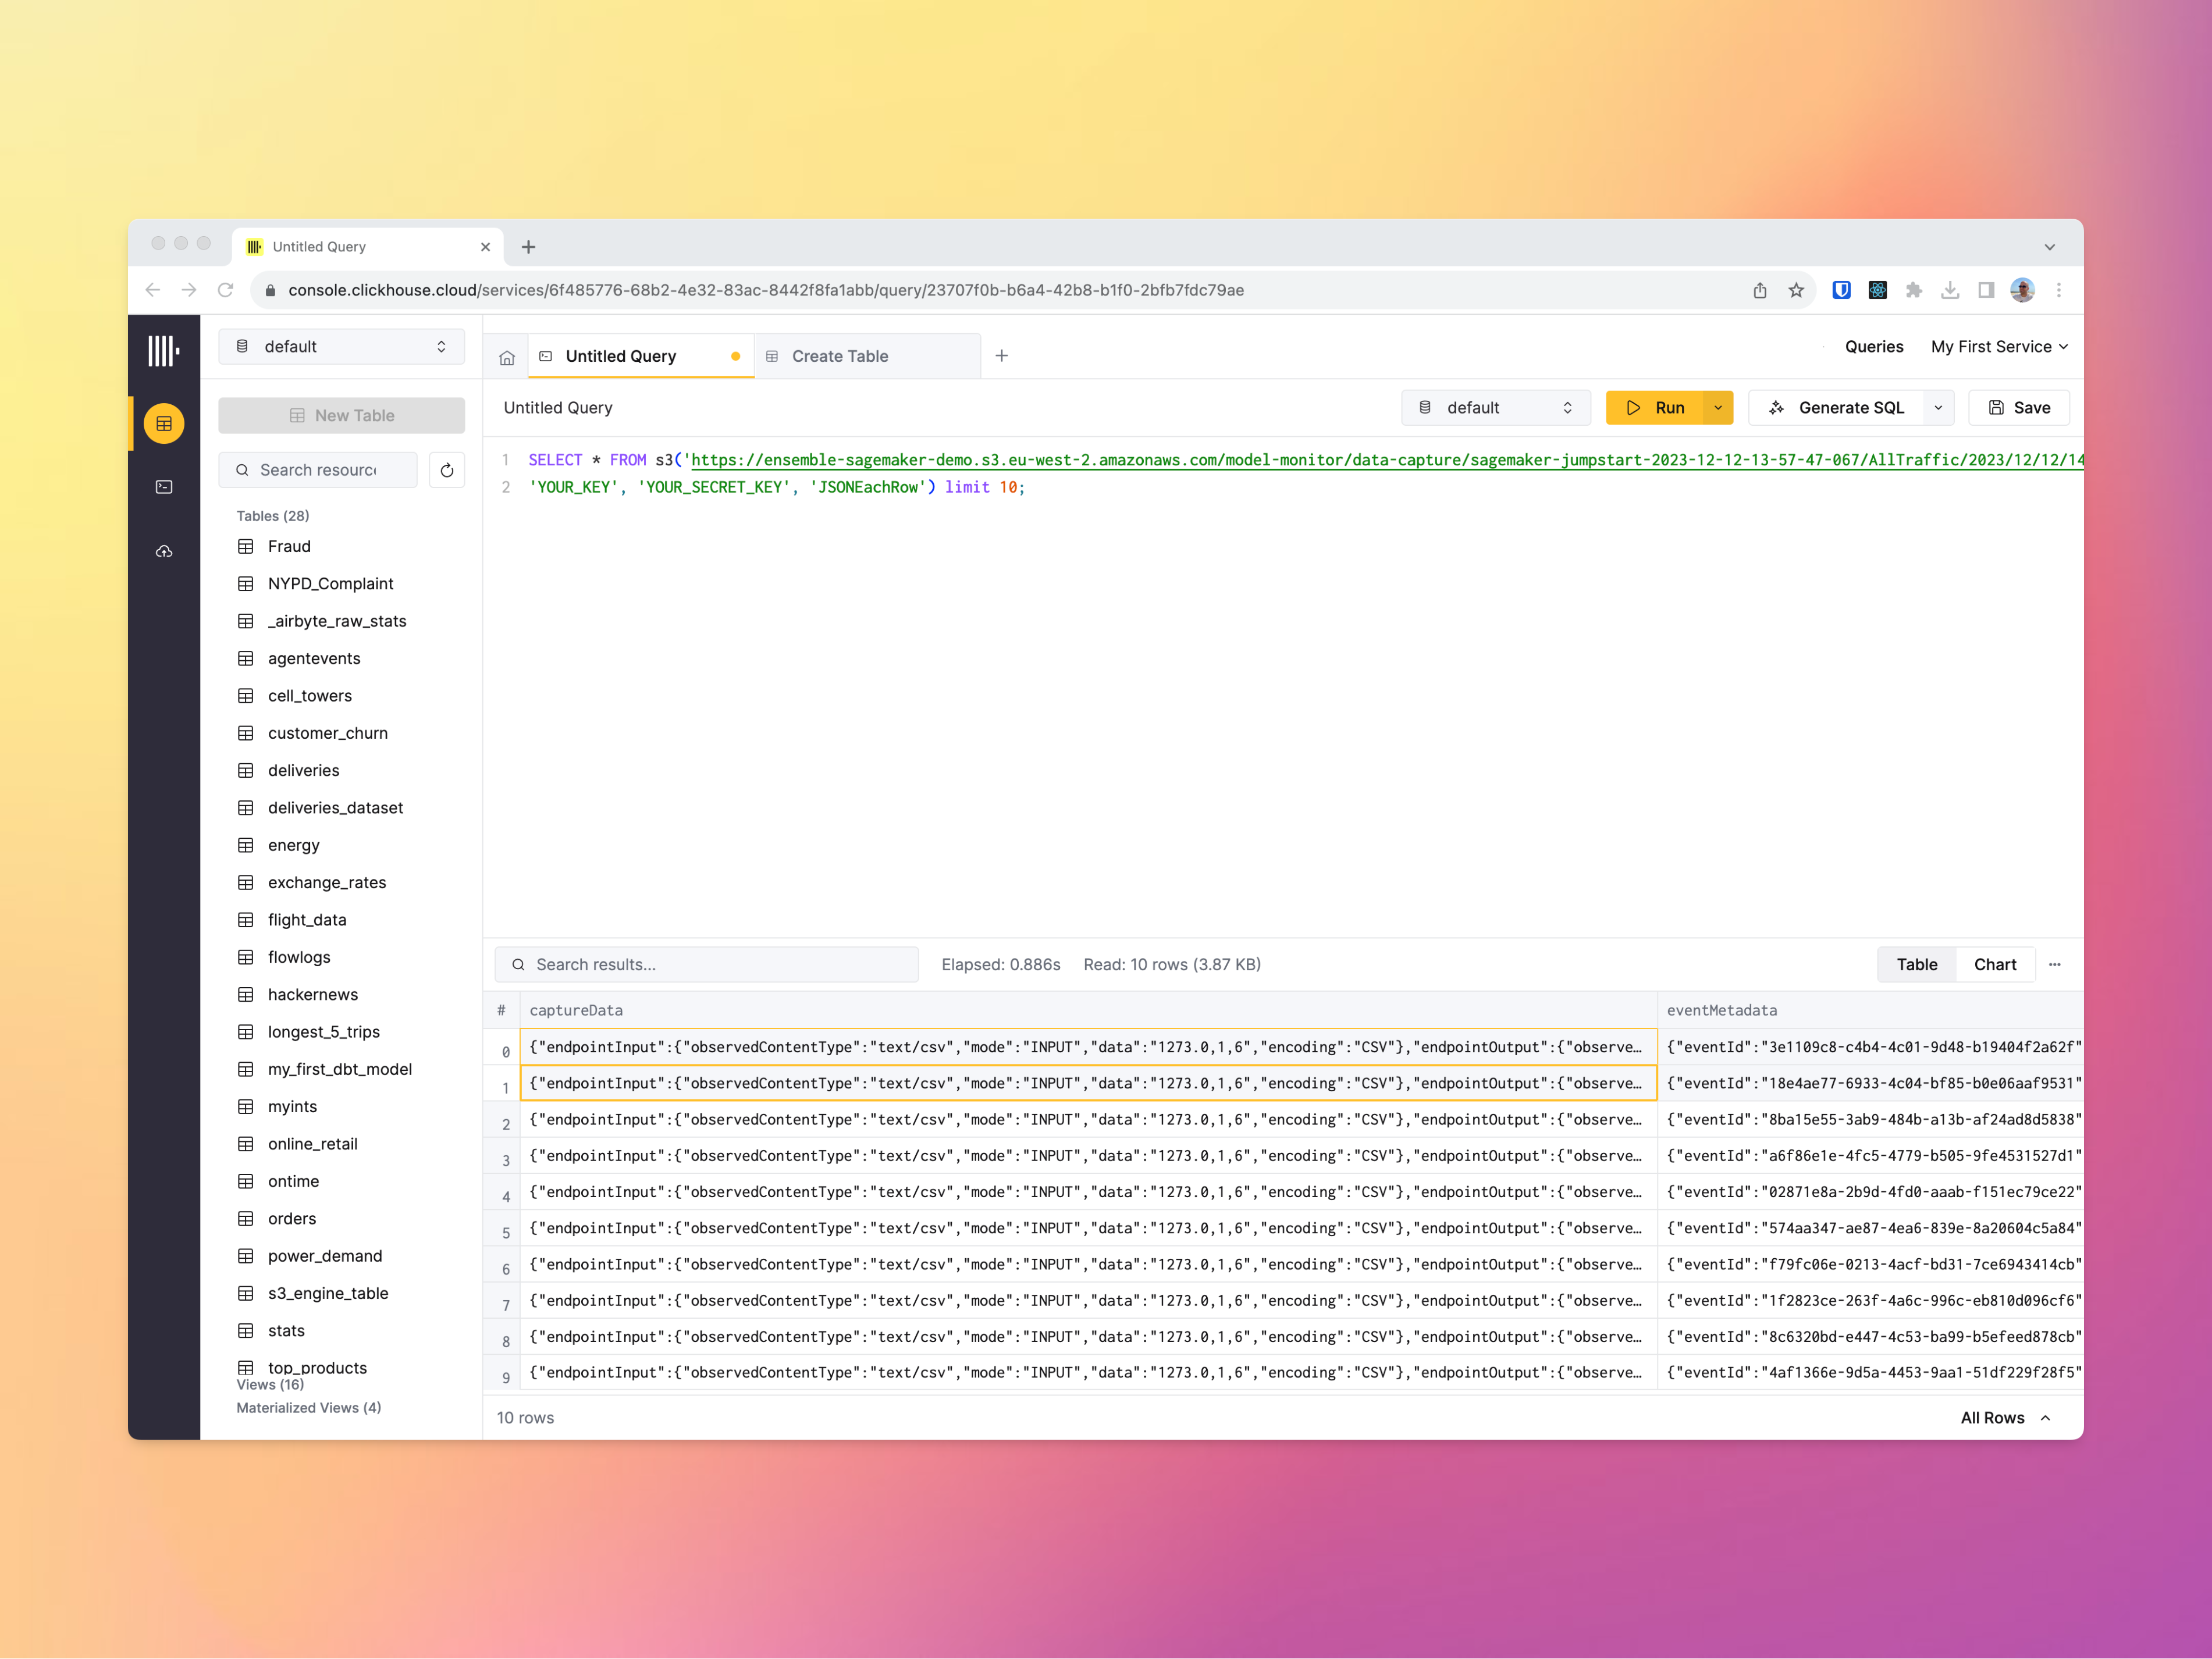 Untitled Query
console.clickhouse.cloud/services/6f485776-68b2-4e32-83ac-8442f8fa1abb/query/23707f0b-b6a4-42b8-b1f0-2bfb7fdc79ae
default
Untitled Query
Create Table
Queries
My First Service
New Table
Untitled Query
default
Run
Generate SQL
Save
Search resourc
Tables (28)
Fraud
NYPD_Complaint
_airbyte_raw_stats
agentevents
cell_towers
customer_churn
deliveries
deliveries_dataset
energy
exchange_rates
flight_data
flowlogs
hackernews
longest_5_trips
my_first_dbt_model
myints
online_retail
ontime
orders
power_demand
s3_engine_table
stats
top_products
Views (16)
Materialized Views (4)
1 SELECT * FROM s3('https://ensemble-sagemaker-demo.s3.eu-west-2.amazonaws.com/model-monitor/data-capture/sagemaker-jumpstart-2023-12-12-13-57-47-067/AllTraffic/2023/12/12/14
2 'YOUR_KEY', 'YOUR_SECRET_KEY', 'JSONEachRow') limit 10;
Search results...
Elapsed: 0.886s
Read: 10 rows (3.87 KB)
Table
Chart
# captureData eventMetadata
0 {"endpointInput":{"observedContentType":"text/csv","mode":"INPUT","data":"1273.0,1,6","encoding":"CSV"},"endpointOutput":{"observe… {"eventId":"3e1109c8-c4b4-4c01-9d48-b19404f2a62f"
1 {"endpointInput":{"observedContentType":"text/csv","mode":"INPUT","data":"1273.0,1,6","encoding":"CSV"},"endpointOutput":{"observe… {"eventId":"18e4ae77-6933-4c04-bf85-b0e06aaf9531"
2 {"endpointInput":{"observedContentType":"text/csv","mode":"INPUT","data":"1273.0,1,6","encoding":"CSV"},"endpointOutput":{"observe… {"eventId":"8ba15e55-3ab9-484b-a13b-af24ad8d5838"
3 {"endpointInput":{"observedContentType":"text/csv","mode":"INPUT","data":"1273.0,1,6","encoding":"CSV"},"endpointOutput":{"observe… {"eventId":"a6f86e1e-4fc5-4779-b505-9fe4531527d1"
4 {"endpointInput":{"observedContentType":"text/csv","mode":"INPUT","data":"1273.0,1,6","encoding":"CSV"},"endpointOutput":{"observe… {"eventId":"02871e8a-2b9d-4fd0-aaab-f151ec79ce22"
5 {"endpointInput":{"observedContentType":"text/csv","mode":"INPUT","data":"1273.0,1,6","encoding":"CSV"},"endpointOutput":{"observe… {"eventId":"574aa347-ae87-4ea6-839e-8a20604c5a84"
6 {"endpointInput":{"observedContentType":"text/csv","mode":"INPUT","data":"1273.0,1,6","encoding":"CSV"},"endpointOutput":{"observe… {"eventId":"f79fc06e-0213-4acf-bd31-7ce6943414cb"
7 {"endpointInput":{"observedContentType":"text/csv","mode":"INPUT","data":"1273.0,1,6","encoding":"CSV"},"endpointOutput":{"observe… {"eventId":"1f2823ce-263f-4a6c-996c-eb810d096cf6"
8 {"endpointInput":{"observedContentType":"text/csv","mode":"INPUT","data":"1273.0,1,6","encoding":"CSV"},"endpointOutput":{"observe… {"eventId":"8c6320bd-e447-4c53-ba99-b5efeed878cb"
9 {"endpointInput":{"observedContentType":"text/csv","mode":"INPUT","data":"1273.0,1,6","encoding":"CSV"},"endpointOutput":{"observe… {"eventId":"4af1366e-9d5a-4453-9aa1-51df229f28f5"
10 rows
All Rows